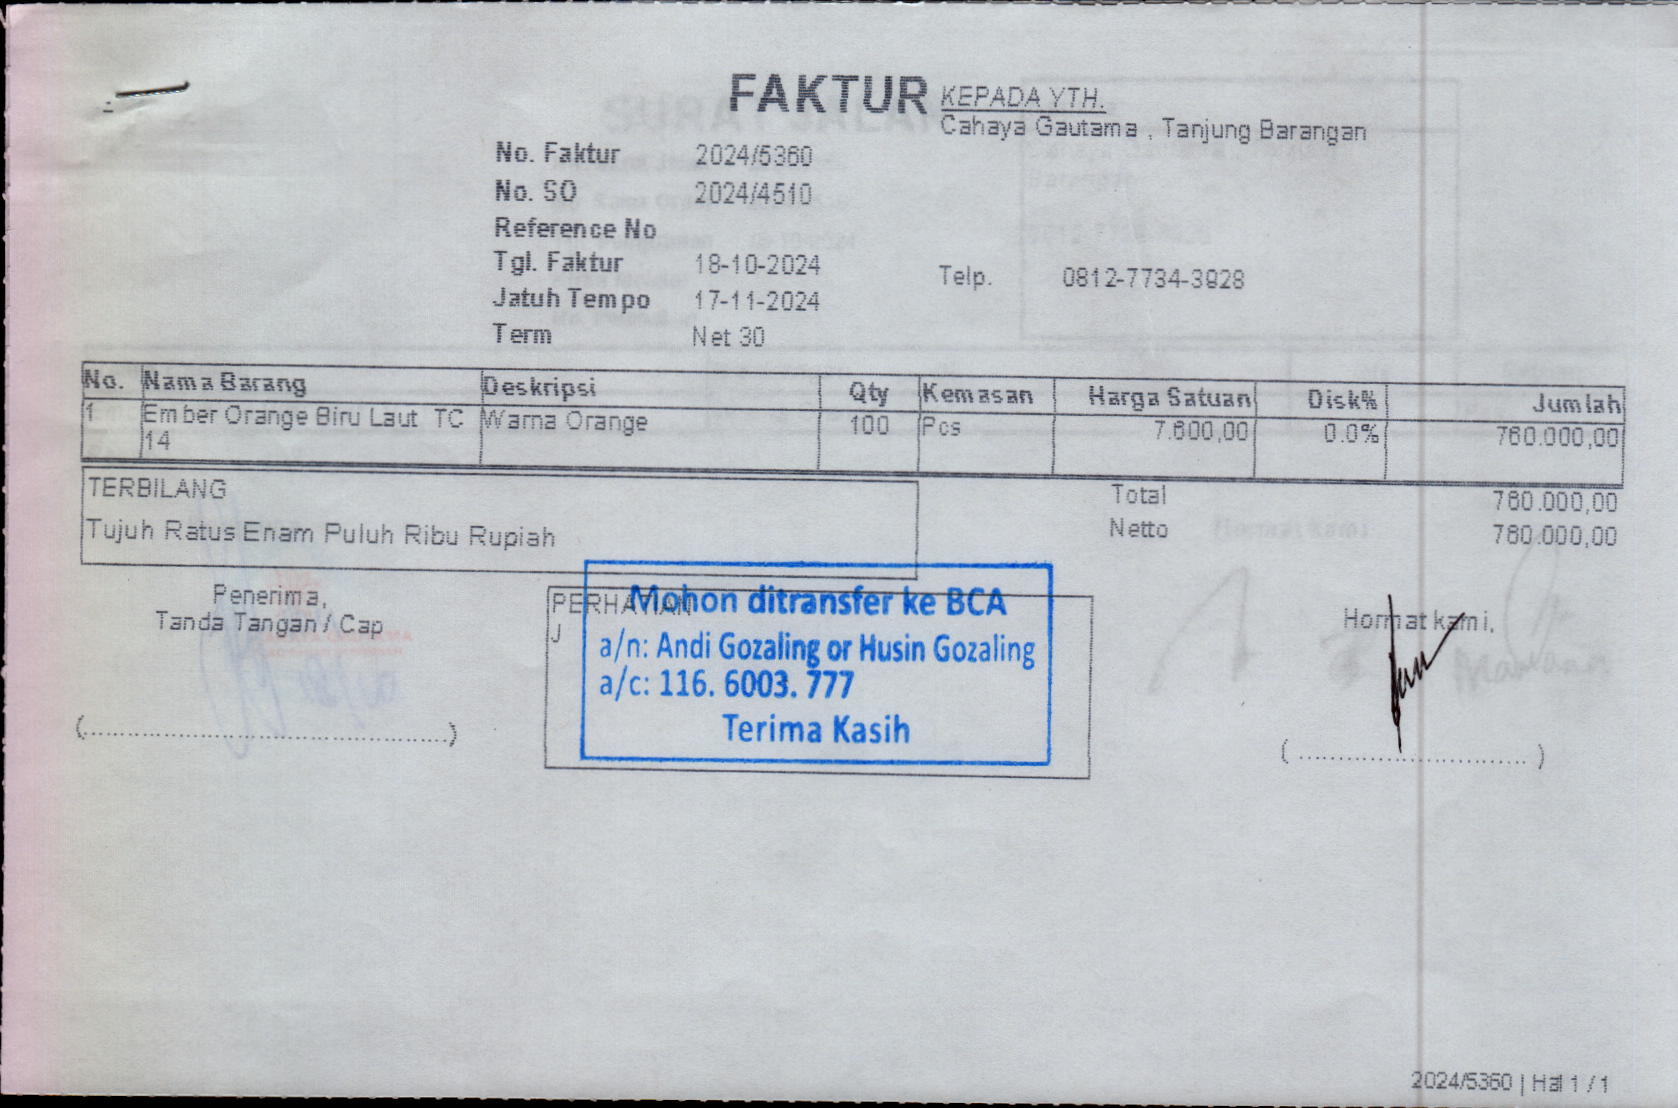 FAKTUR
KEPADA YTH.
Cahaya Gautama , Tanjung Barangan
No. Faktur 2024/5360
No. SO 2024/4510
Reference No
Tgl. Faktur 18-10-2024
Telp. 0812-7734-3928
Jatuh Tempo 17-11-2024
Term Net 30
No. Nama Barang Deskripsi Qty Kemasan Harga Satuan Disk% Jumlah
1 Ember Orange Biru Laut TC Warna Orange 100 Pcs 7.600,00 0.0% 760.000,00
14
TERBILANG
Tujuh Ratus Enam Puluh Ribu Rupiah
Total 760.000,00
Netto 760.000,00
Penerima,
Tanda Tangan / Cap
PERHATIAN
J
Mohon ditransfer ke BCA
a/n: Andi Gozaling or Husin Gozaling
a/c: 116. 6003. 777
Terima Kasih
Hormat kami,
(..................................................)
( ................................ )
2024/5360 | Hal 1 / 1